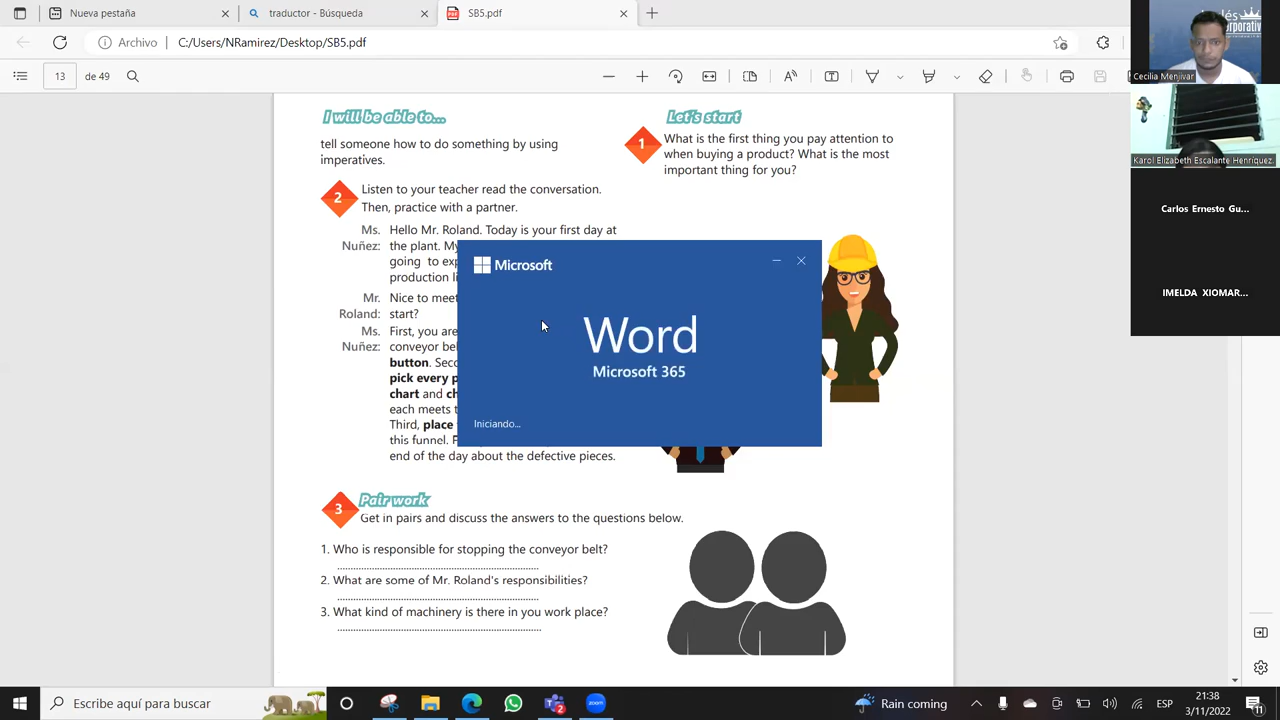 Nueva pestaña
traductor - Búsqueda
SB5.pdf
Archivo
C:/Users/NRamirez/Desktop/SB5.pdf
13
de 49
I will be able to...
tell someone how to do something by using
imperatives.
Let's start
1
What is the first thing you pay attention to
when buying a product? What is the most
important thing for you?
2
Listen to your teacher read the conversation.
Then, practice with a partner.
Ms. Hello Mr. Roland. Today is your first day at
Nuñez: the plant. My
going to
production
Mr. Nice to meet
Roland: start?
Ms. First, you are
Nuñez: conveyor
button.
pick every
chart and
each meets
Third, place
this funnel.
end of the day about the defective pieces.
Microsoft
Word
Microsoft 365
Iniciando...
3
Pair work
Get in pairs and discuss the answers to the questions below.
1. Who is responsible for stopping the conveyor belt?
2. What are some of Mr. Roland's responsibilities?
3. What kind of machinery is there in you work place?
Cecilia Menjivar
Karol Elizabeth Escalante Henríquez.
Carlos Ernesto Gu...
IMELDA XIOMAR...
Escribe aquí para buscar
2
zoom
Rain coming
ESP
21:38
3/11/2022
11